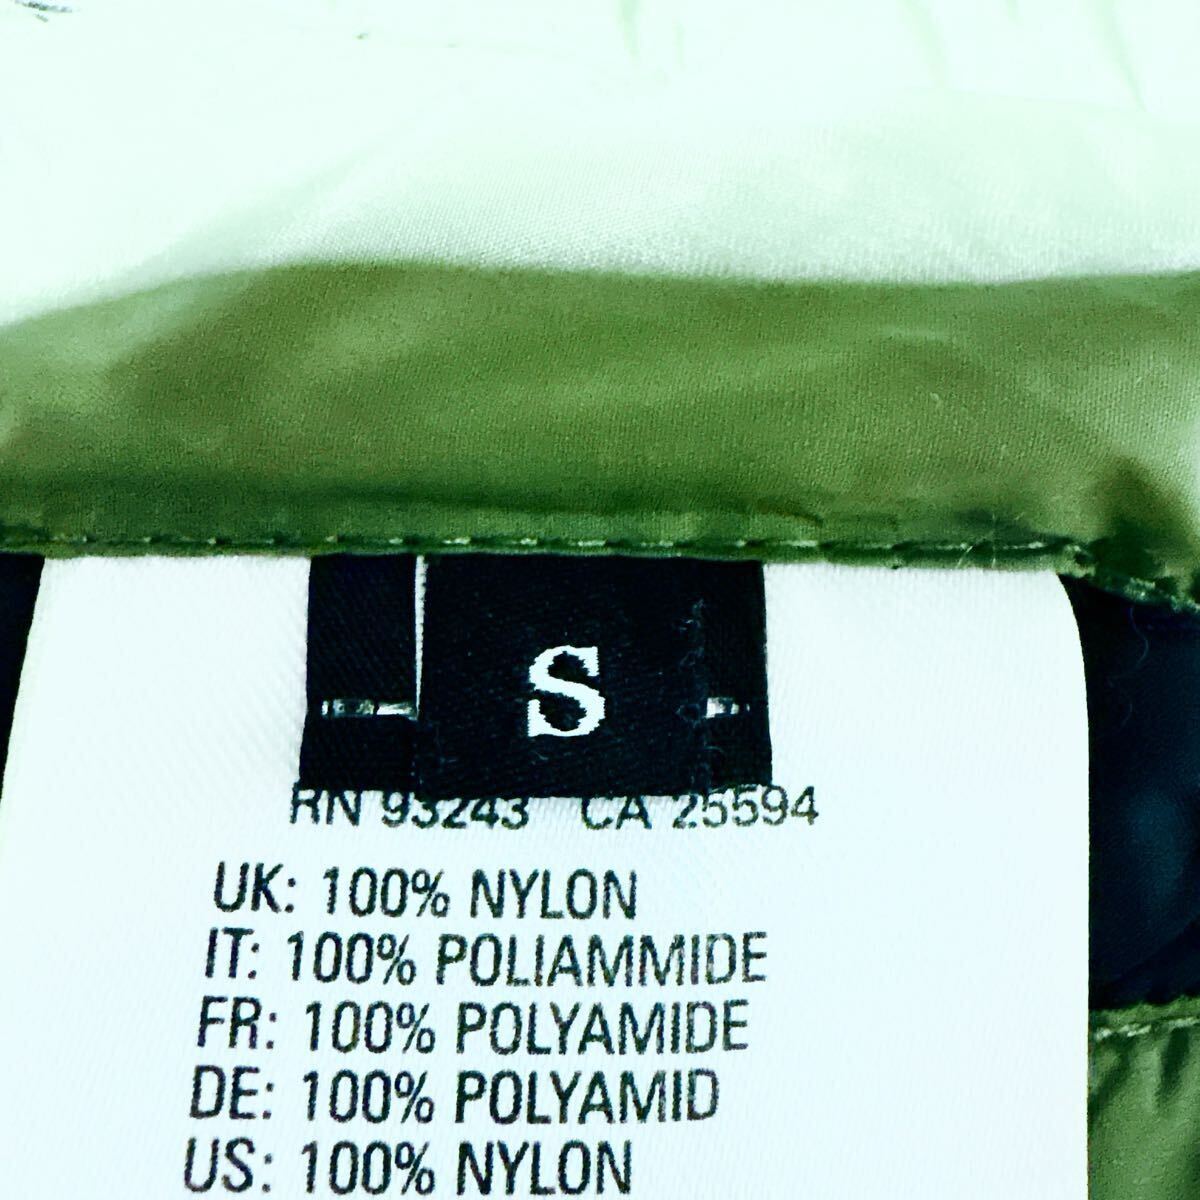 S
RN 93243 CA 25594
UK: 100% NYLON
IT: 100% POLIAMMIDE
FR: 100% POLYAMIDE
DE: 100% POLYAMID
US: 100% NYLON